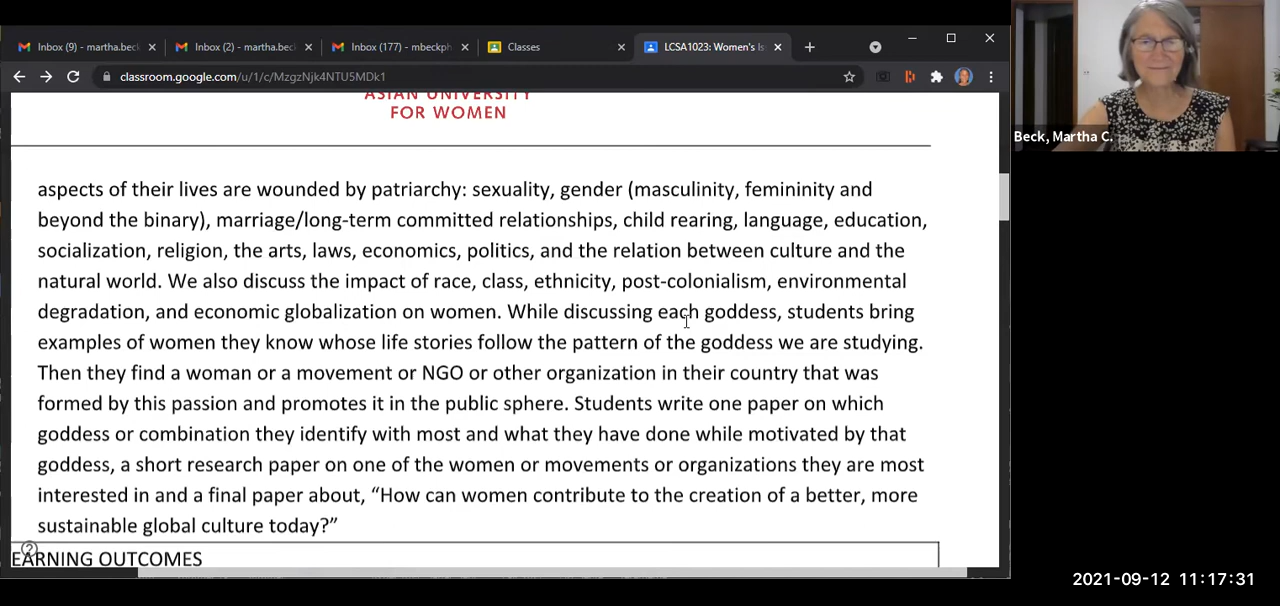 Inbox (9) - martha.bec
Inbox (2) - martha.bec
Inbox (177) - mbeckph
Classes
LCSA1023: Women's Is
classroom.google.com/u/1/c/MzgzNjk4NTU5MDk1
Beck, Martha C.
ASIAN UNIVERSITY
FOR WOMEN
aspects of their lives are wounded by patriarchy: sexuality, gender (masculinity, femininity and
beyond the binary), marriage/long-term committed relationships, child rearing, language, education,
socialization, religion, the arts, laws, economics, politics, and the relation between culture and the
natural world. We also discuss the impact of race, class, ethnicity, post-colonialism, environmental
degradation, and economic globalization on women. While discussing each goddess, students bring
examples of women they know whose life stories follow the pattern of the goddess we are studying.
Then they find a woman or a movement or NGO or other organization in their country that was
formed by this passion and promotes it in the public sphere. Students write one paper on which
goddess or combination they identify with most and what they have done while motivated by that
goddess, a short research paper on one of the women or movements or organizations they are most
interested in and a final paper about, “How can women contribute to the creation of a better, more
sustainable global culture today?”
EARNING OUTCOMES
2021-09-12 11:17:31